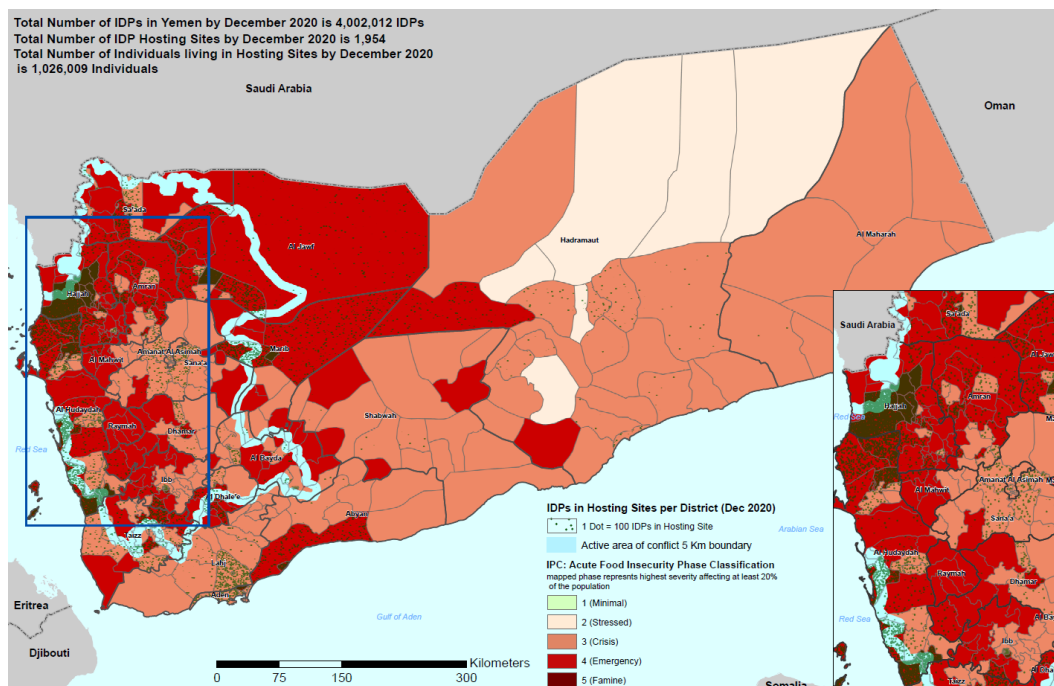 Total Number of IDPs in Yemen by December 2020 is 4,002,012 IDPs
Total Number of IDP Hosting Sites by December 2020 is 1,954
Total Number of Individuals living in Hosting Sites by December 2020
is 1,026,009 Individuals
Saudi Arabia
Oman
Sa'ada
Al Jawf
Hadramaut
Al Maharah
Hajjah
Amran
Al Mahwit
Amanat Al Asimah
Sana'a
Marib
Al Hudaydah
Raymah
Dhamar
Shabwah
Red Sea
Al Bayda
Ibb
Al Dhale'e
Abyan
Taizz
Lahj
Aden
Arabian Sea
Gulf of Aden
Eritrea
Djibouti
Somalia
0 75 150 300
Kilometers
IDPs in Hosting Sites per District (Dec 2020)
1 Dot = 100 IDPs in Hosting Site
Active area of conflict 5 Km boundary
IPC: Acute Food Insecurity Phase Classification
mapped phase represnts highest severity affecting at least 20%
of the population
1 (Minimal)
2 (Stressed)
3 (Crisis)
4 (Emergency)
5 (Famine)
Saudi Arabia
Sa'ada
Al Jawf
Red Sea
Hajjah
Amran
Ma
Amanat Al Asimah
Al Mahwit
Sana'a
Al Hudaydah
Raymah
Dhamar
Red Sea
Al Ba
Ibb
Taizz